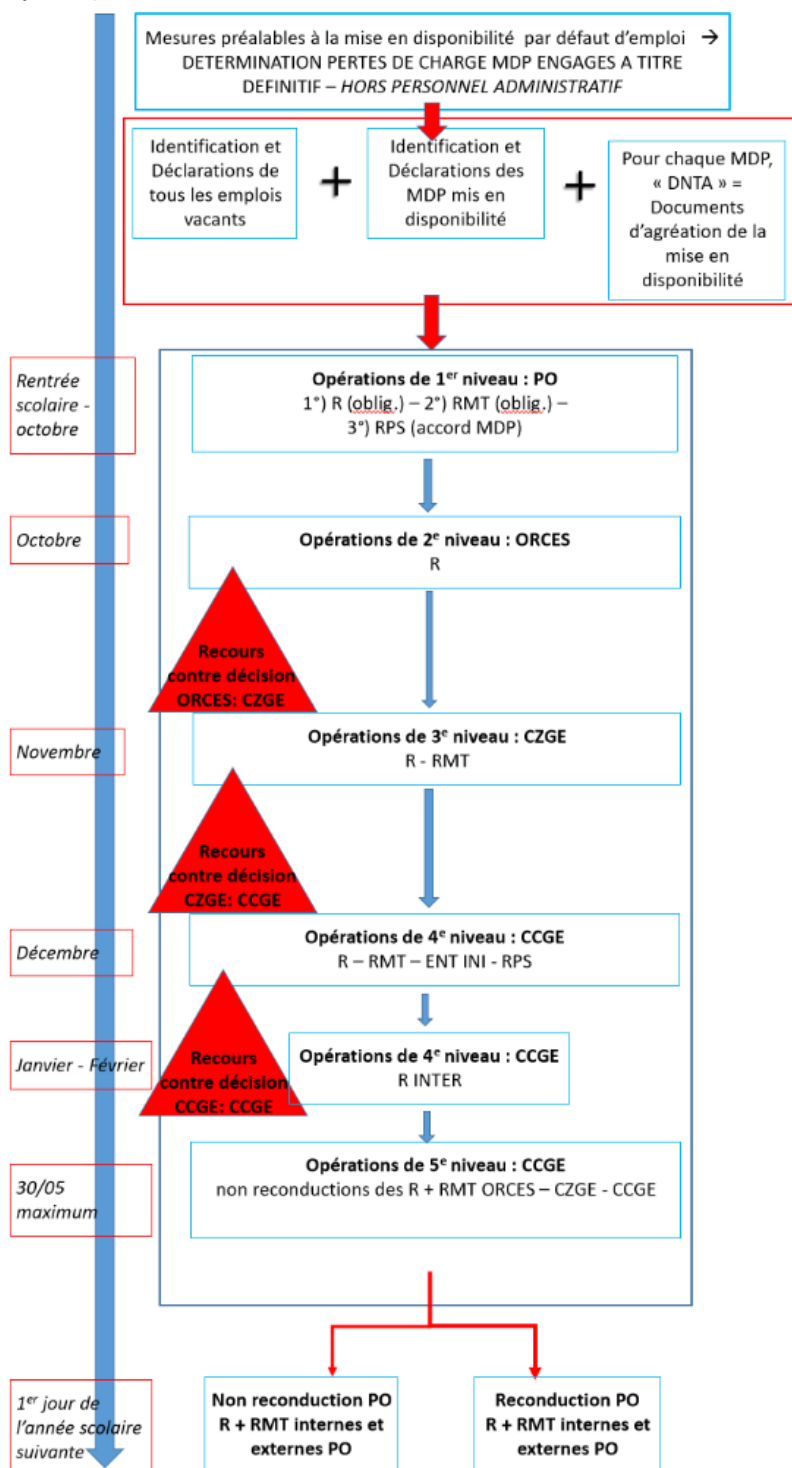 Mesures préalables à la mise en disponibilité par défaut d'emploi →
DETERMINATION PERTES DE CHARGE MDP ENGAGES A TITRE
DEFINITIF – HORS PERSONNEL ADMINISTRATIF
Identification et
Déclarations de
tous les emplois
vacants
+
Identification et
Déclarations des
MDP mis en
disponibilité
+
Pour chaque MDP,
« DNTA » =
Documents
d'agréation de la
mise en
disponibilité
Rentrée
scolaire -
octobre
Opérations de 1er niveau : PO
1°) R (oblig.) – 2°) RMT (oblig.) –
3°) RPS (accord MDP)
Octobre
Opérations de 2e niveau : ORCES
R
Recours
contre décision
ORCES: CZGE
Novembre
Opérations de 3e niveau : CZGE
R - RMT
Recours
contre décision
CZGE: CCGE
Décembre
Opérations de 4e niveau : CCGE
R – RMT – ENT INI - RPS
Janvier - Février
Recours
contre décision
CCGE: CCGE
Opérations de 4e niveau : CCGE
R INTER
30/05
maximum
Opérations de 5e niveau : CCGE
non reconductions des R + RMT ORCES – CZGE - CCGE
1er jour de
l'année scolaire
suivante
Non reconduction PO
R + RMT internes et
externes PO
Reconduction PO
R + RMT internes et
externes PO